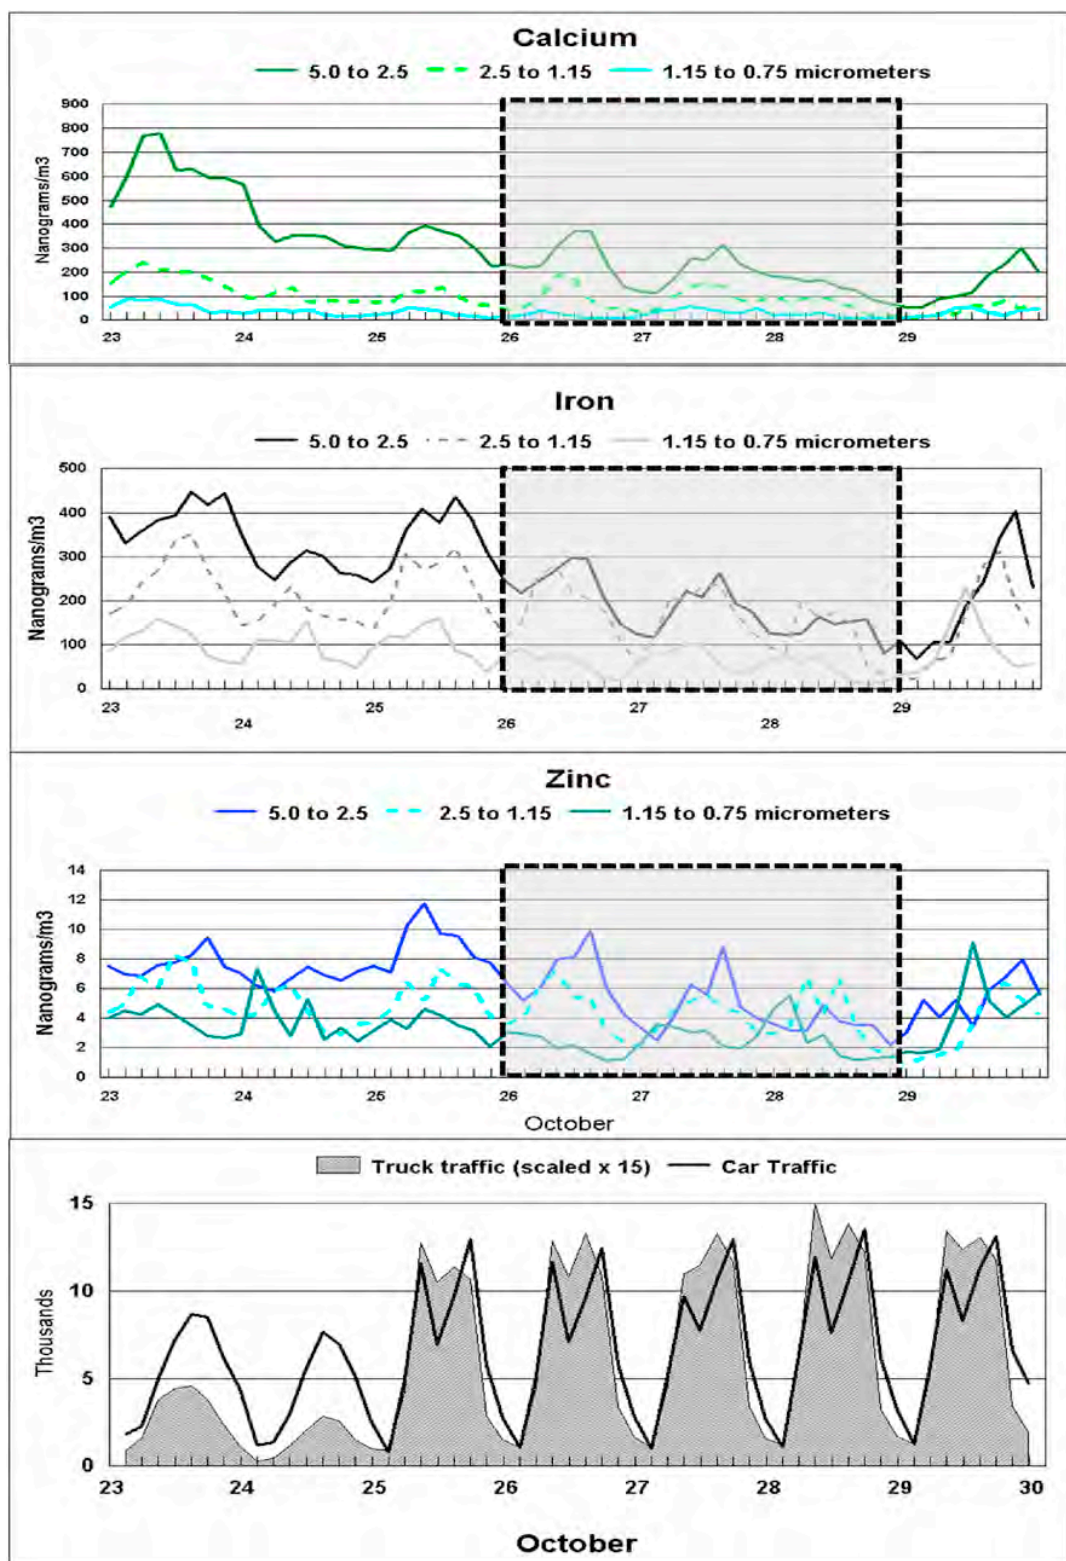 Calcium
5.0 to 2.5 2.5 to 1.15 1.15 to 0.75 micrometers
Nanograms/m3
900
800
700
600
500
400
300
200
100
0
23 24 25 26 27 28 29
Iron
5.0 to 2.5 2.5 to 1.15 1.15 to 0.75 micrometers
Nanograms/m3
500
400
300
200
100
0
23 24 25 26 27 28 29
Zinc
5.0 to 2.5 2.5 to 1.15 1.15 to 0.75 micrometers
Nanograms/m3
14
12
10
8
6
4
2
0
23 24 25 26 27 28 29
October
Truck traffic (scaled x 15) Car Traffic
Thousands
15
10
5
0
23 24 25 26 27 28 29 30
October